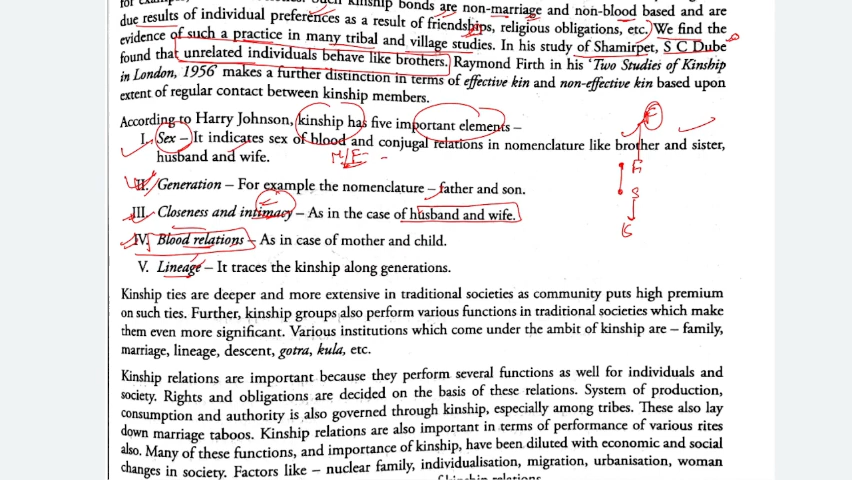 kinship bonds are non-marriage and non-blood based and are
due results of individual preferences as a result of friendships, religious obligations, etc. We find the
evidence of such a practice in many tribal and village studies. In his study of Shamirpet, S C Dube
found that unrelated individuals behave like brothers. Raymond Firth in his 'Two Studies of Kinship
in London, 1956' makes a further distinction in terms of effective kin and non-effective kin based upon
extent of regular contact between kinship members.
According to Harry Johnson, kinship has five important elements –
I. Sex – It indicates sex of blood and conjugal relations in nomenclature like brother and sister,
husband and wife.
M/F
II. Generation – For example the nomenclature – father and son.
III. Closeness and intimacy – As in the case of husband and wife.
IV. Blood relations – As in case of mother and child.
V. Lineage – It traces the kinship along generations.
F
S
Kinship ties are deeper and more extensive in traditional societies as community puts high premium
on such ties. Further, kinship groups also perform various functions in traditional societies which make
them even more significant. Various institutions which come under the ambit of kinship are – family,
marriage, lineage, descent, gotra, kula, etc.
Kinship relations are important because they perform several functions as well for individuals and
society. Rights and obligations are decided on the basis of these relations. System of production,
consumption and authority is also governed through kinship, especially among tribes. These also lay
down marriage taboos. Kinship relations are also important in terms of performance of various rites
also. Many of these functions, and importance of kinship, have been diluted with economic and social
changes in society. Factors like – nuclear family, individualisation, migration, urbanisation, woman